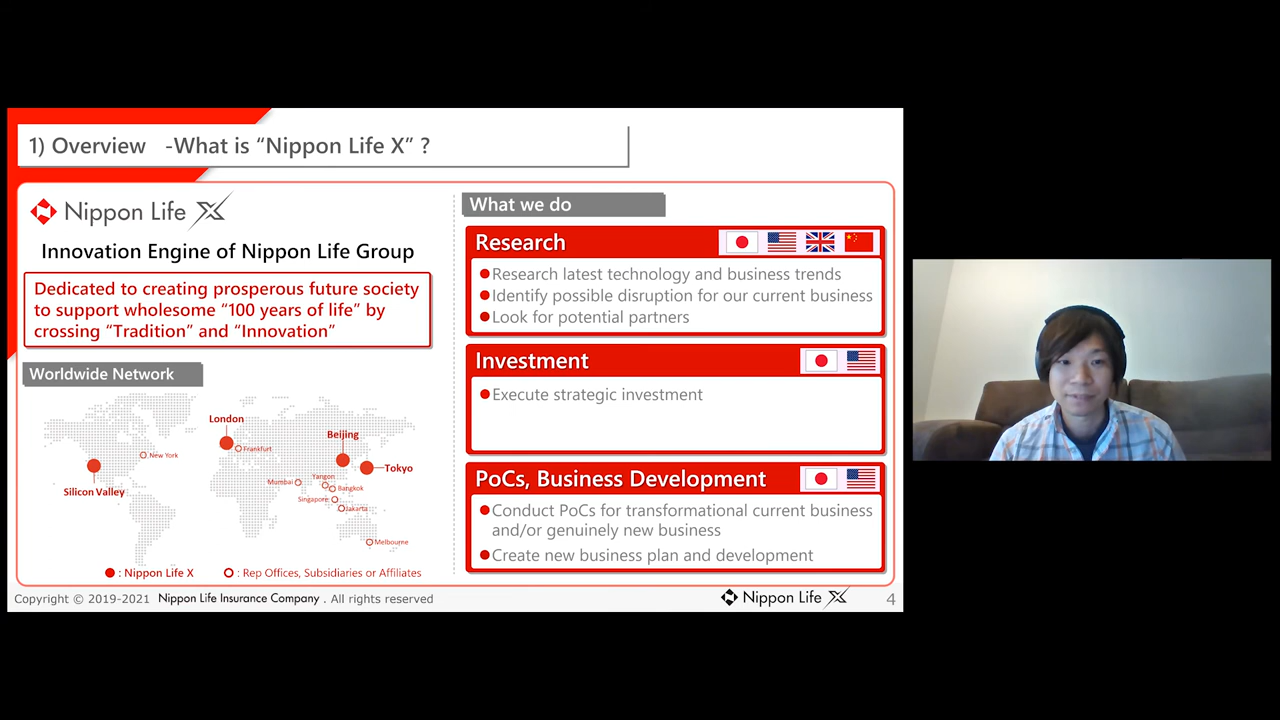 1) Overview -What is “Nippon Life X” ?
Nippon Life X
Innovation Engine of Nippon Life Group
Dedicated to creating prosperous future society
to support wholesome “100 years of life” by
crossing “Tradition” and “Innovation”
Worldwide Network
London
Frankfurt
Beijing
New York
Tokyo
Silicon Valley
Mumbai
Yangon
Bangkok
Singapore
Jakarta
Melbourne
: Nippon Life X
: Rep Offices, Subsidiaries or Affiliates
What we do
Research
Research latest technology and business trends
Identify possible disruption for our current business
Look for potential partners
Investment
Execute strategic investment
PoCs, Business Development
Conduct PoCs for transformational current business
and/or genuinely new business
Create new business plan and development
Copyright © 2019-2021 Nippon Life Insurance Company . All rights reserved
Nippon Life X
4